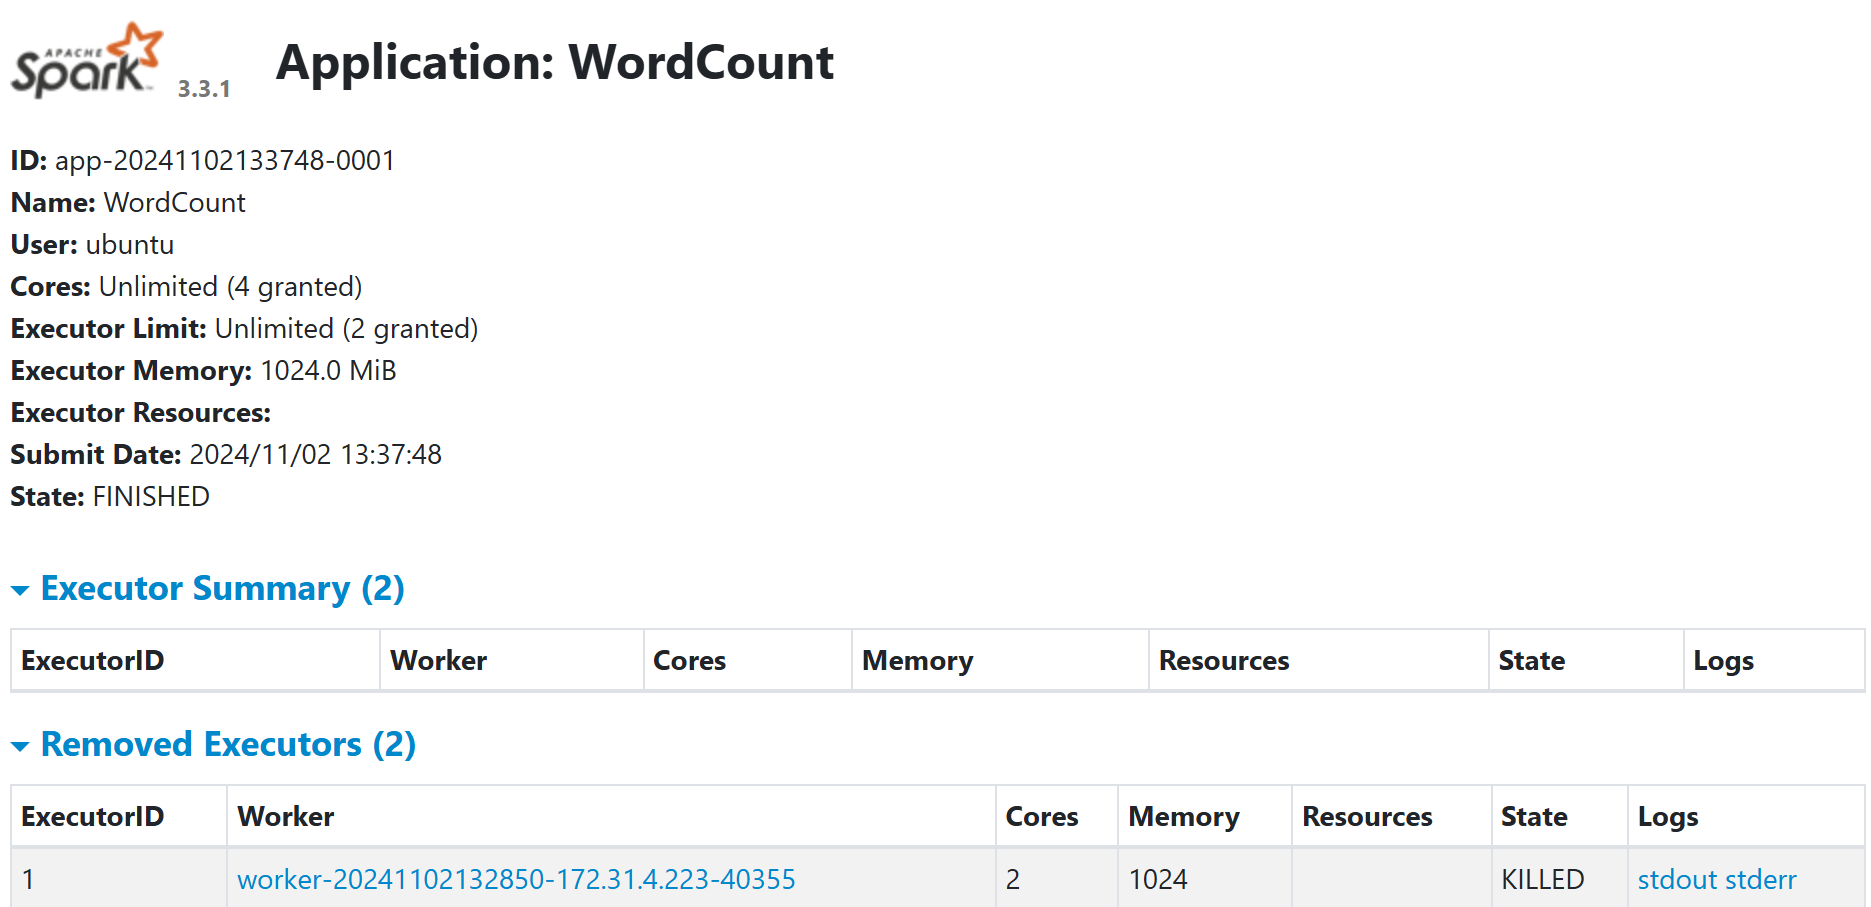 APACHE
Spark 3.3.1 Application: WordCount
ID: app-20241102133748-0001
Name: WordCount
User: ubuntu
Cores: Unlimited (4 granted)
Executor Limit: Unlimited (2 granted)
Executor Memory: 1024.0 MiB
Executor Resources:
Submit Date: 2024/11/02 13:37:48
State: FINISHED
Executor Summary (2)
ExecutorID Worker Cores Memory Resources State Logs
Removed Executors (2)
ExecutorID Worker Cores Memory Resources State Logs
1 worker-20241102132850-172.31.4.223-40355 2 1024 KILLED stdout stderr